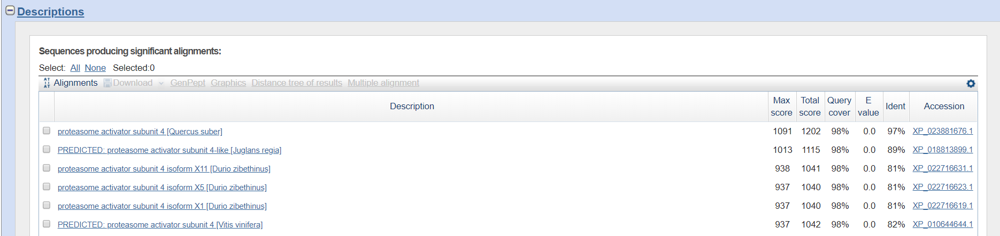 Descriptions
Sequences producing significant alignments:
Select: All None Selected:0
Alignments Download GenPept Graphics Distance tree of results Multiple alignment
Description Max score Total score Query cover E value Ident Accession
proteasome activator subunit 4 [Quercus suber] 1091 1202 98% 0.0 97% XP_023881676.1
PREDICTED: proteasome activator subunit 4-like [Juglans regia] 1013 1115 98% 0.0 89% XP_018813899.1
proteasome activator subunit 4 isoform X11 [Durio zibethinus] 938 1041 98% 0.0 81% XP_022716631.1
proteasome activator subunit 4 isoform X5 [Durio zibethinus] 937 1040 98% 0.0 81% XP_022716623.1
proteasome activator subunit 4 isoform X1 [Durio zibethinus] 937 1040 98% 0.0 81% XP_022716619.1
PREDICTED: proteasome activator subunit 4 [Vitis vinifera] 937 1042 98% 0.0 82% XP_010644644.1